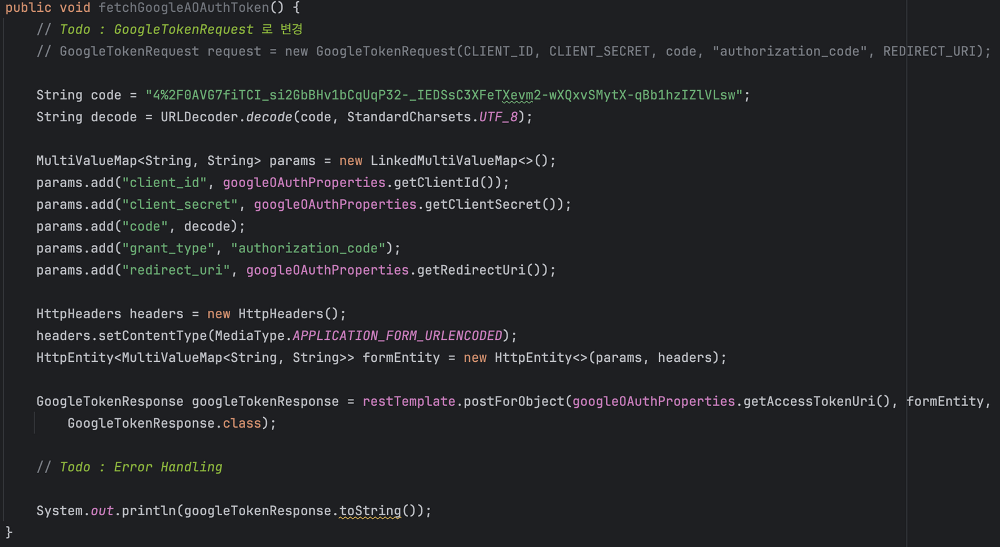 public void fetchGoogleAOAuthToken() {
// Todo : GoogleTokenRequest 로 변경
// GoogleTokenRequest request = new GoogleTokenRequest(CLIENT_ID, CLIENT_SECRET, code, "authorization_code", REDIRECT_URI);
String code = "4%2F0AVG7fiTCI_si2GbBHv1bCqUqP32-_IEDSsC3XFeTXevm2-wXQxvSMytX-qBb1hzIZlVLsw";
String decode = URLDecoder.decode(code, StandardCharsets.UTF_8);
MultiValueMap<String, String> params = new LinkedMultiValueMap<>();
params.add("client_id", googleOAuthProperties.getClientId());
params.add("client_secret", googleOAuthProperties.getClientSecret());
params.add("code", decode);
params.add("grant_type", "authorization_code");
params.add("redirect_uri", googleOAuthProperties.getRedirectUri());
HttpHeaders headers = new HttpHeaders();
headers.setContentType(MediaType.APPLICATION_FORM_URLENCODED);
HttpEntity<MultiValueMap<String, String>> formEntity = new HttpEntity<>(params, headers);
GoogleTokenResponse googleTokenResponse = restTemplate.postForObject(googleOAuthProperties.getAccessTokenUri(), formEntity,
GoogleTokenResponse.class);
// Todo : Error Handling
System.out.println(googleTokenResponse.toString());
}